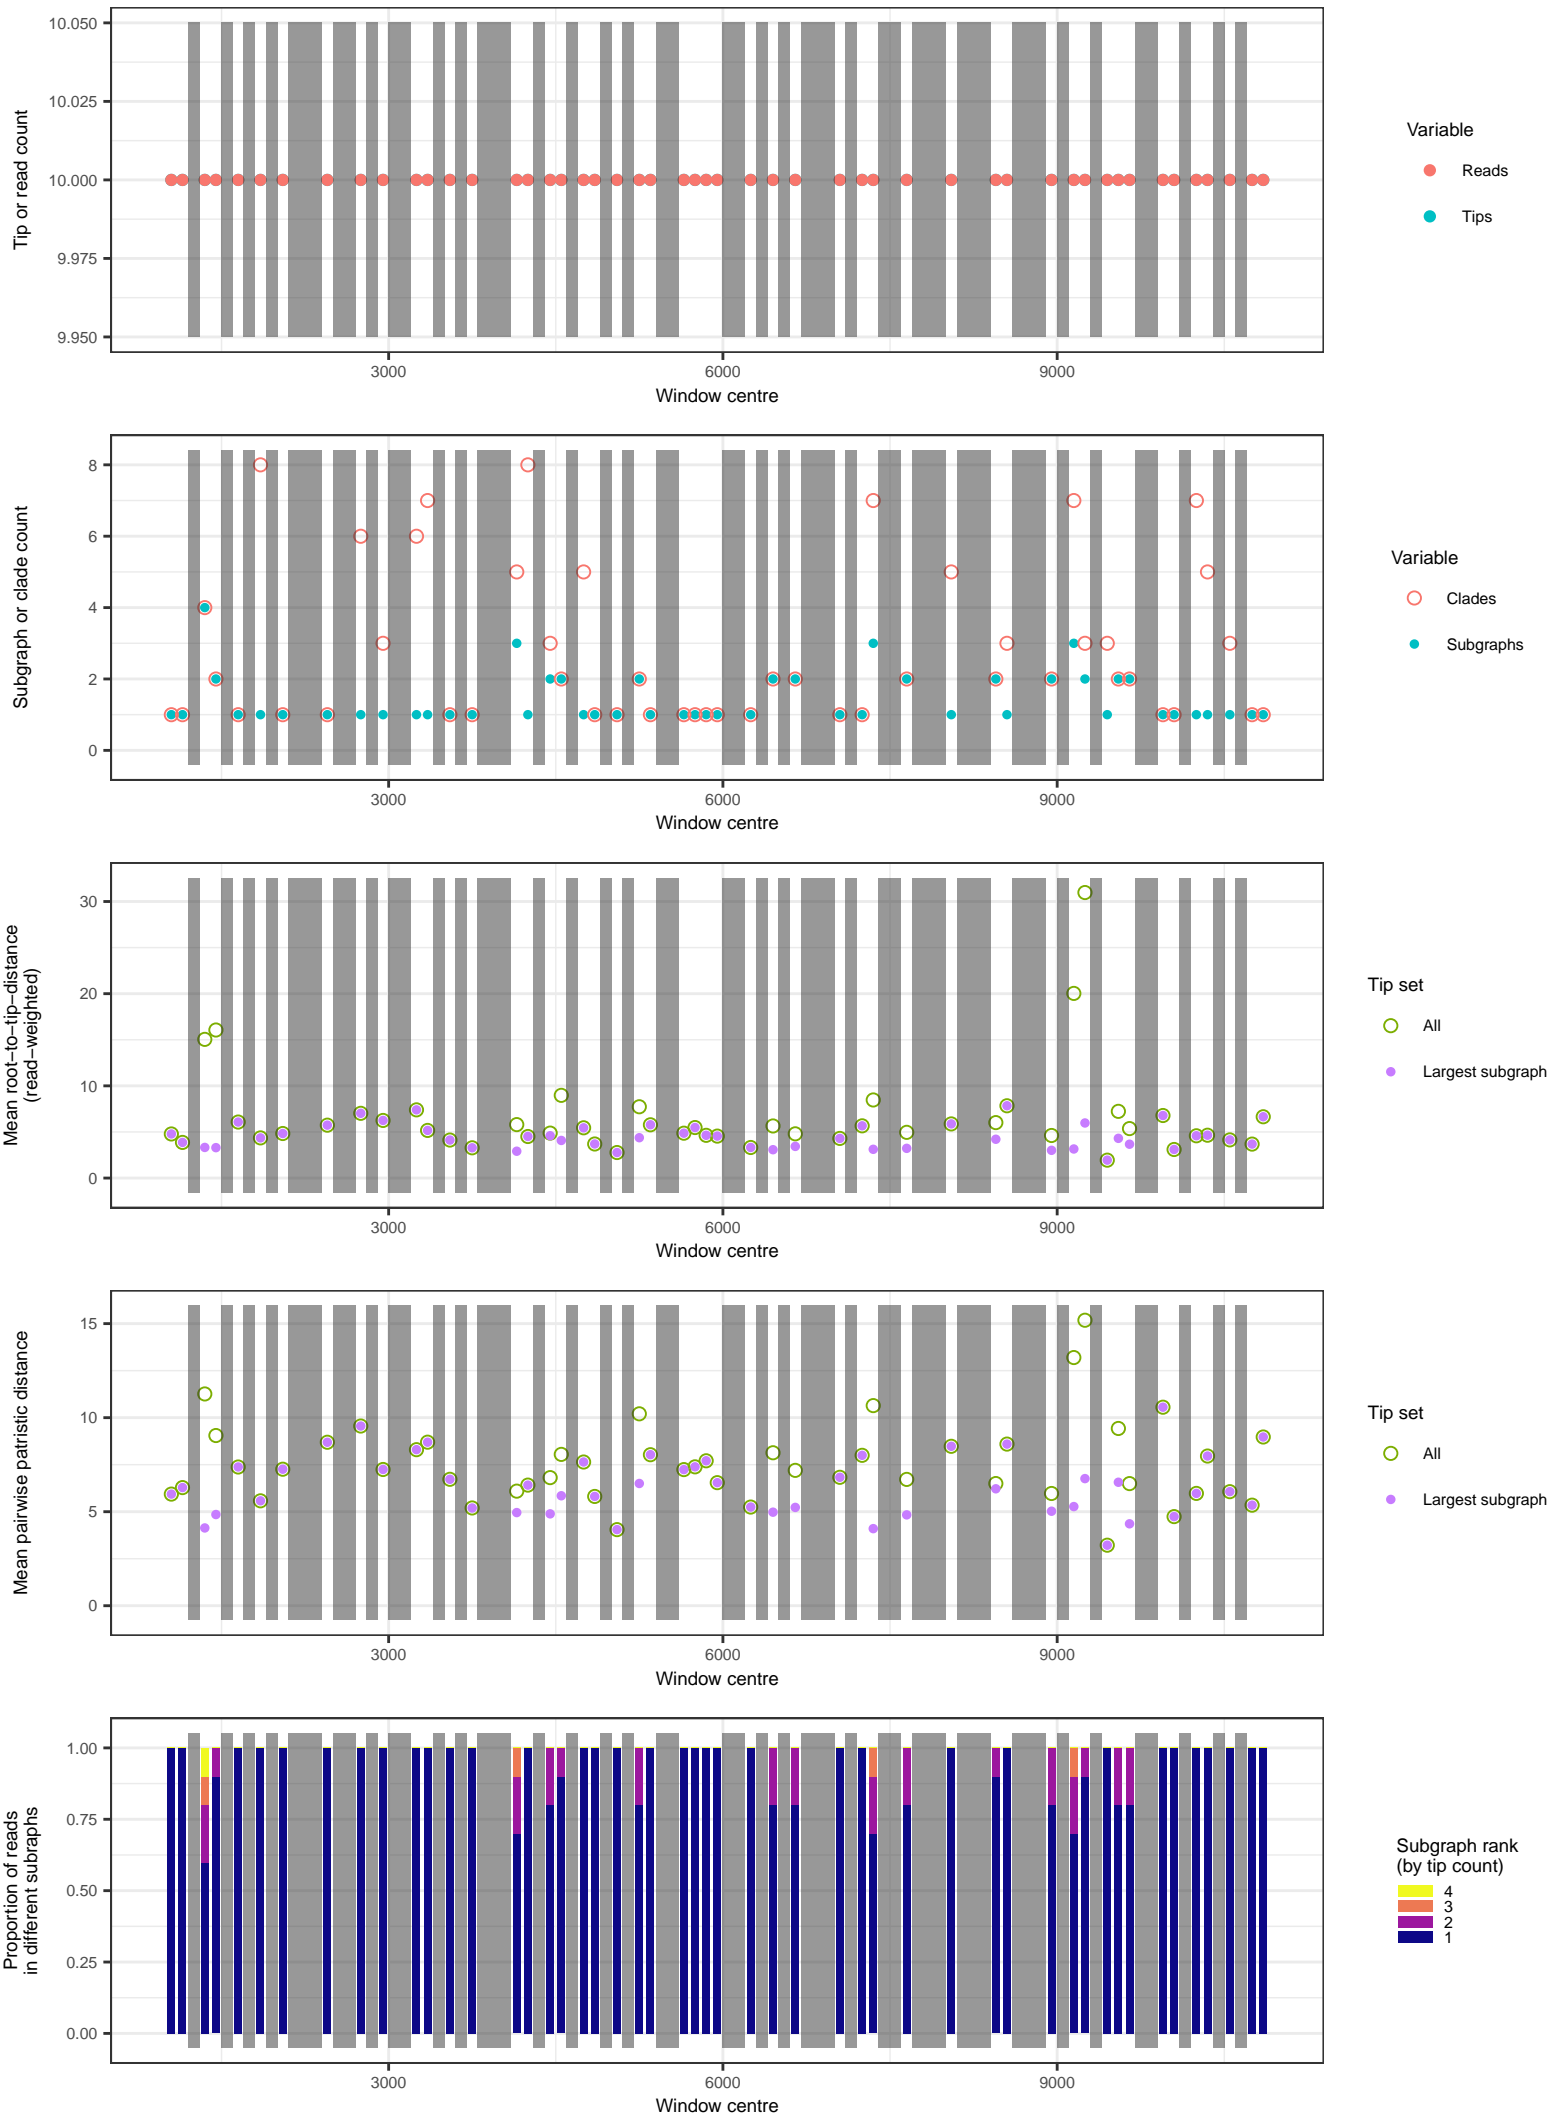 10.050
10.025
10.000
9.975
9.950
Tip or read count
3000
6000
9000
Window centre
Variable
Reads
Tips
8
6
4
2
0
Subgraph or clade count
3000
6000
9000
Window centre
Variable
Clades
Subgraphs
30
20
10
0
Mean root−to−tip−distance
(read−weighted)
3000
6000
9000
Window centre
Tip set
All
Largest subgraph
15
10
5
0
Mean pairwise patristic distance
3000
6000
9000
Window centre
Tip set
All
Largest subgraph
1.00
0.75
0.50
0.25
0.00
Proportion of reads
in different subraphs
3000
6000
9000
Window centre
Subgraph rank
(by tip count)
4
3
2
1